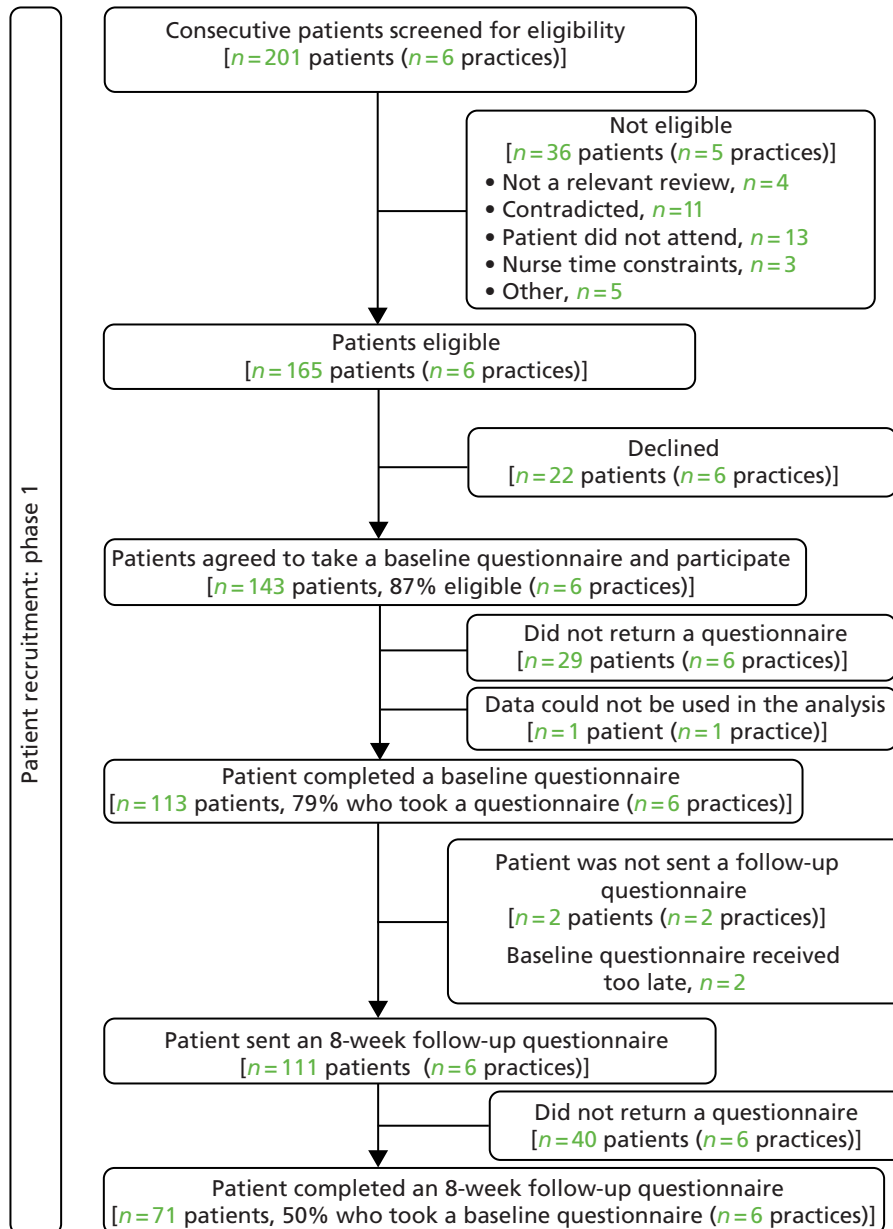 Patient recruitment: phase 1
Consecutive patients screened for eligibility
[n=201 patients (n=6 practices)]
Not eligible
[n=36 patients (n=5 practices)]
• Not a relevant review, n=4
• Contradicted, n=11
• Patient did not attend, n=13
• Nurse time constraints, n=3
• Other, n=5
Patients eligible
[n=165 patients (n=6 practices)]
Declined
[n=22 patients (n=6 practices)]
Patients agreed to take a baseline questionnaire and participate
[n=143 patients, 87% eligible (n=6 practices)]
Did not return a questionnaire
[n=29 patients (n=6 practices)]
Data could not be used in the analysis
[n=1 patient (n=1 practice)]
Patient completed a baseline questionnaire
[n=113 patients, 79% who took a questionnaire (n=6 practices)]
Patient was not sent a follow-up
questionnaire
[n=2 patients (n=2 practices)]
Baseline questionnaire received
too late, n=2
Patient sent an 8-week follow-up questionnaire
[n=111 patients (n=6 practices)]
Did not return a questionnaire
[n=40 patients (n=6 practices)]
Patient completed an 8-week follow-up questionnaire
[n=71 patients, 50% who took a baseline questionnaire (n=6 practices)]